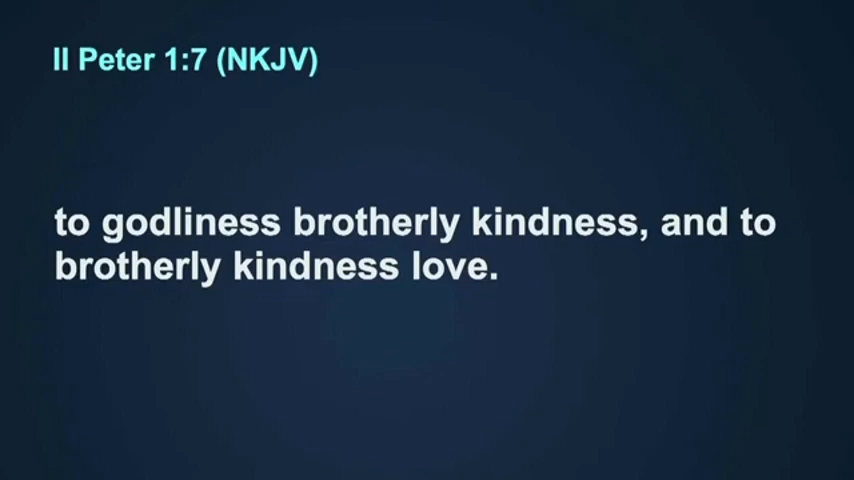 II Peter 1:7 (NKJV)
to godliness brotherly kindness, and to
brotherly kindness love.